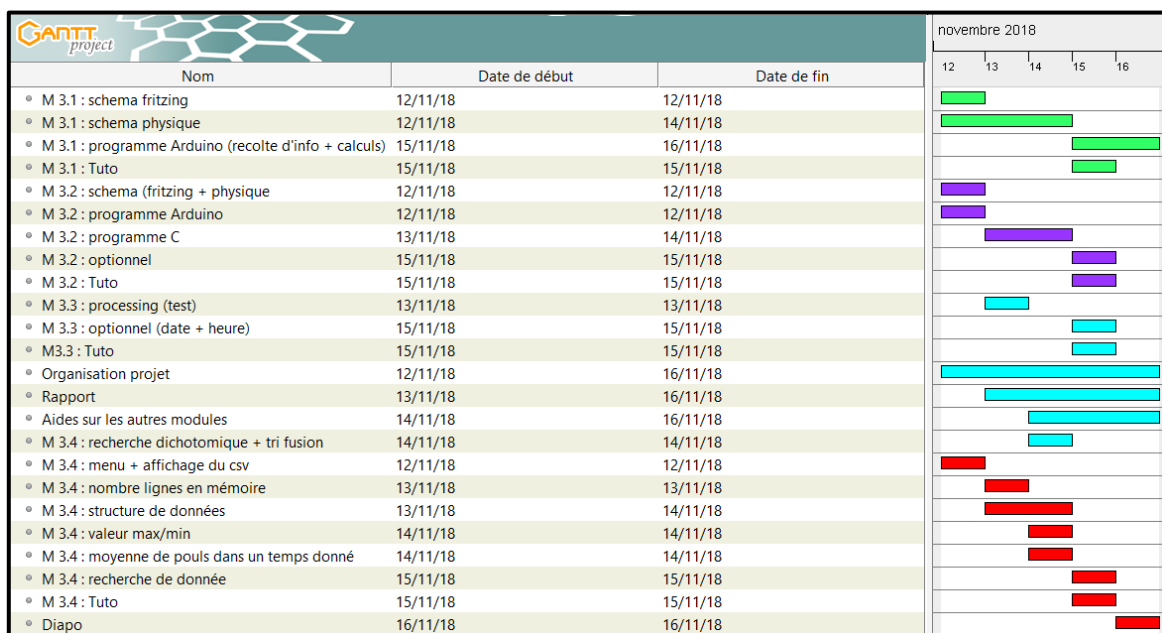 GANTT project
novembre 2018
Nom Date de début Date de fin 12 13 14 15 16
M 3.1 : schema fritzing 12/11/18 12/11/18
M 3.1 : schema physique 12/11/18 14/11/18
M 3.1 : programme Arduino (recolte d'info + calculs) 15/11/18 16/11/18
M 3.1 : Tuto 15/11/18 15/11/18
M 3.2 : schema (fritzing + physique 12/11/18 12/11/18
M 3.2 : programme Arduino 12/11/18 12/11/18
M 3.2 : programme C 13/11/18 14/11/18
M 3.2 : optionnel 15/11/18 15/11/18
M 3.2 : Tuto 15/11/18 15/11/18
M 3.3 : processing (test) 13/11/18 13/11/18
M 3.3 : optionnel (date + heure) 15/11/18 15/11/18
M3.3 : Tuto 15/11/18 15/11/18
Organisation projet 12/11/18 16/11/18
Rapport 13/11/18 16/11/18
Aides sur les autres modules 14/11/18 16/11/18
M 3.4 : recherche dichotomique + tri fusion 14/11/18 14/11/18
M 3.4 : menu + affichage du csv 12/11/18 12/11/18
M 3.4 : nombre lignes en mémoire 13/11/18 13/11/18
M 3.4 : structure de données 13/11/18 14/11/18
M 3.4 : valeur max/min 14/11/18 14/11/18
M 3.4 : moyenne de pouls dans un temps donné 14/11/18 14/11/18
M 3.4 : recherche de donnée 15/11/18 15/11/18
M 3.4 : Tuto 15/11/18 15/11/18
Diapo 16/11/18 16/11/18